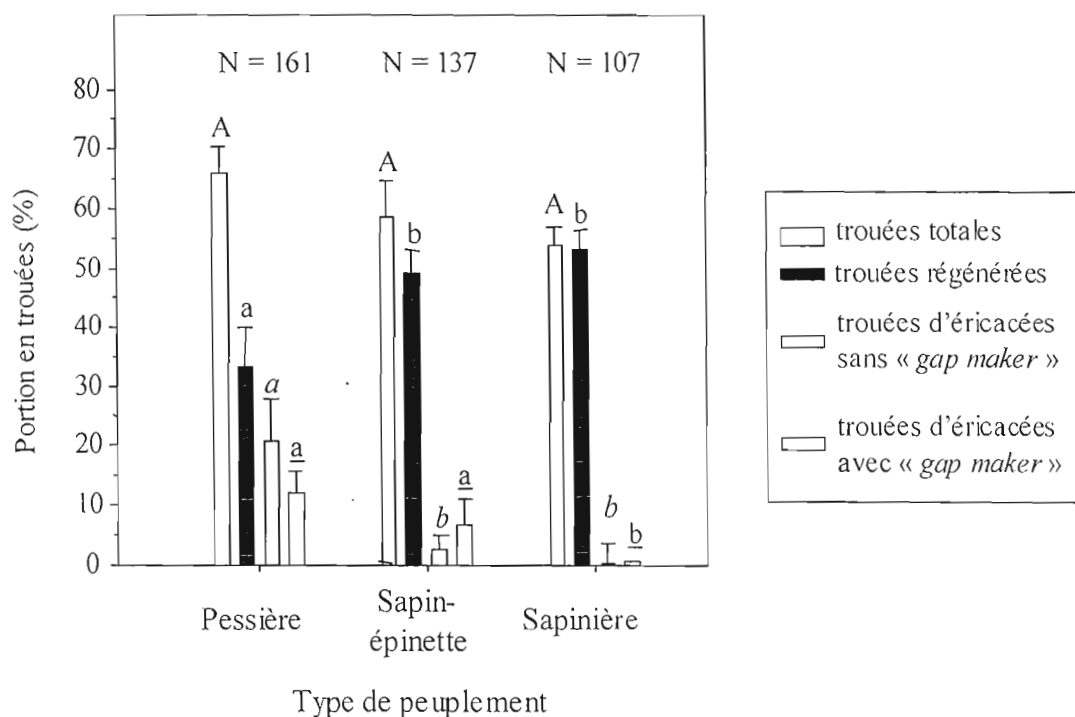 N = 161 N = 137 N = 107
Portion en trouées (%)
80
70
60
50
40
30
20
10
0
A a a a
A b b a
A b b b
Pessière
Sapin-
épinette
Sapinière
Type de peuplement
trouées totales
trouées régénérées
trouées d'éricacées
sans « gap maker »
trouées d'éricacées
avec « gap maker »